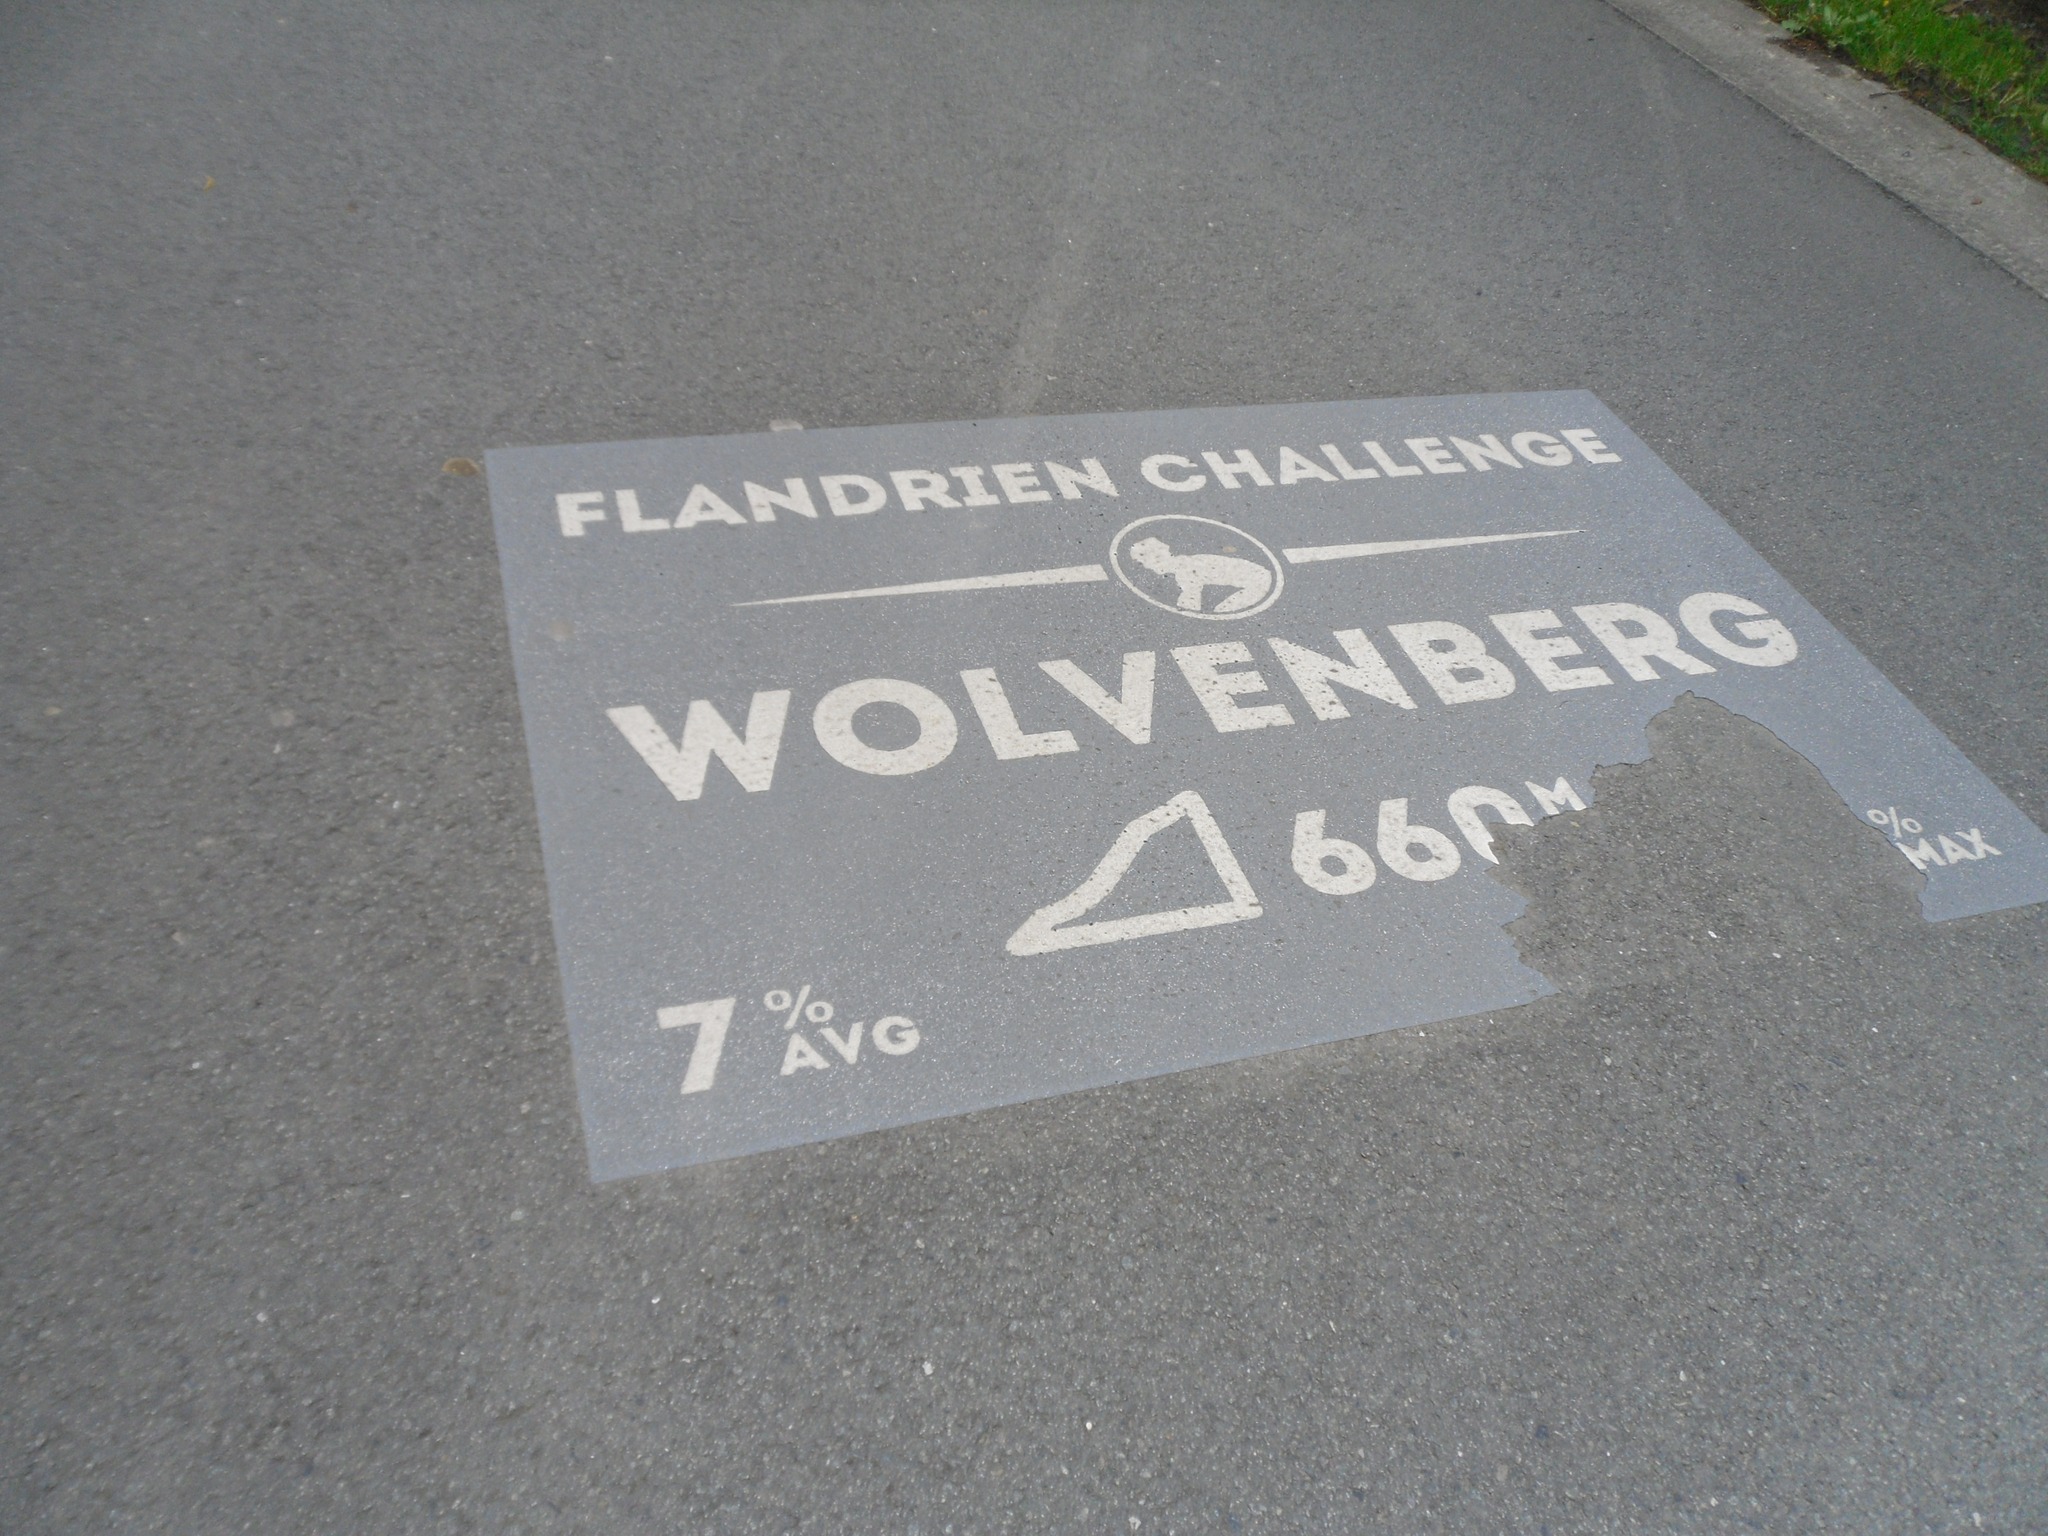 FLANDRIEN CHALLENGE
WOLVENBERG
660M
7% AVG
% MAX